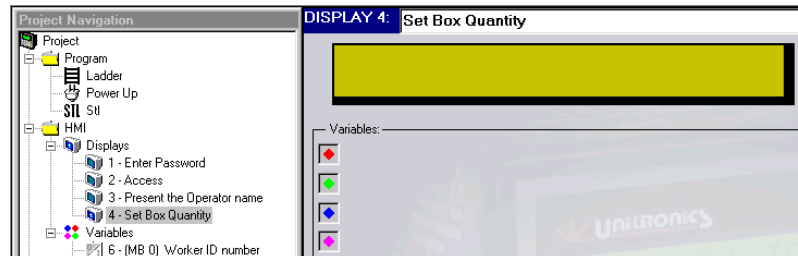 Project Navigation
Project
Program
Ladder
Power Up
STL Stl
HMI
Displays
1 - Enter Password
2 - Access
3 - Present the Operator name
4 - Set Box Quantity
Variables
6 - (MB 0) Worker ID number
DISPLAY 4: Set Box Quantity
Variables:
UNITRONICS